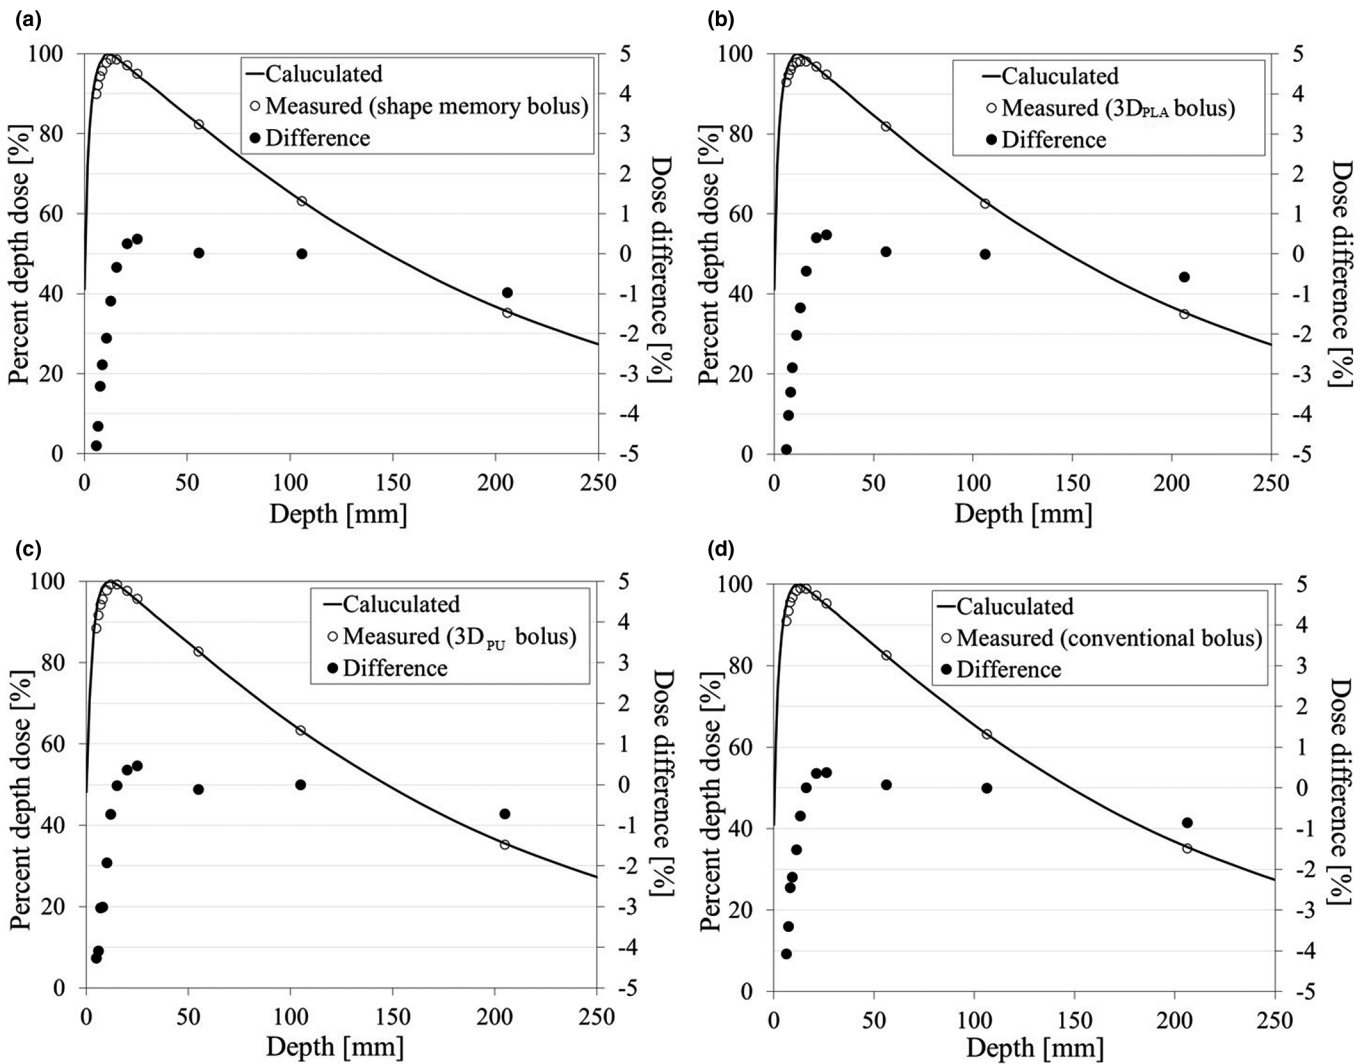 (a)
100
80
60
40
20
0
Percent depth dose [%]
Caluculated
Measured (shape memory bolus)
Difference
5
4
3
2
1
0
-1
-2
-3
-4
-5
Dose difference [%]
0 50 100 150 200 250
Depth [mm]
(b)
100
80
60
40
20
0
Percent depth dose [%]
Caluculated
Measured (3DPLA bolus)
Difference
5
4
3
2
1
0
-1
-2
-3
-4
-5
Dose difference [%]
0 50 100 150 200 250
Depth [mm]
(c)
100
80
60
40
20
0
Percent depth dose [%]
Caluculated
Measured (3DPU bolus)
Difference
5
4
3
2
1
0
-1
-2
-3
-4
-5
Dose difference [%]
0 50 100 150 200 250
Depth [mm]
(d)
100
80
60
40
20
0
Percent depth dose [%]
Caluculated
Measured (conventional bolus)
Difference
5
4
3
2
1
0
-1
-2
-3
-4
-5
Dose difference [%]
0 50 100 150 200 250
Depth [mm]